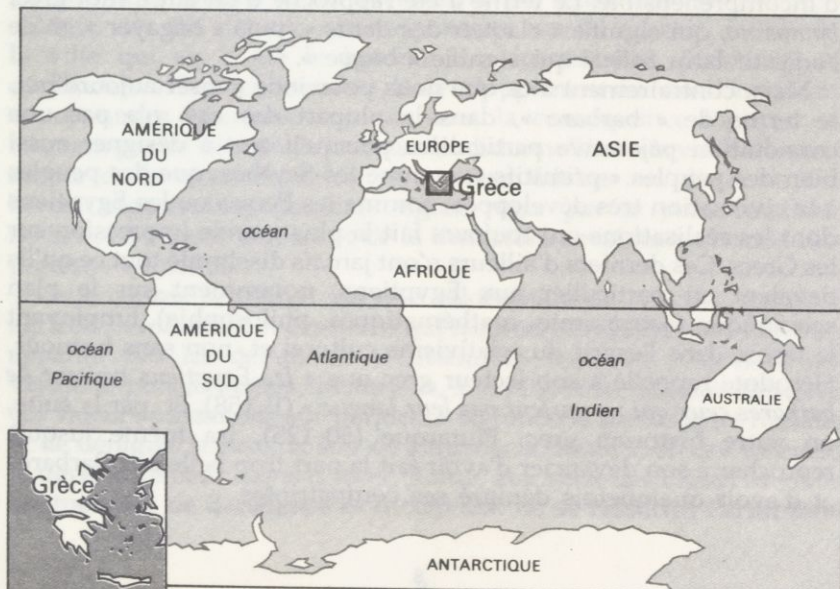 AMÉRIQUE
DU
NORD
EUROPE
ASIE
Grèce
océan
AFRIQUE
océan
Pacifique
AMÉRIQUE
DU SUD
Atlantique
océan
Indien
AUSTRALIE
Grèce
ANTARCTIQUE